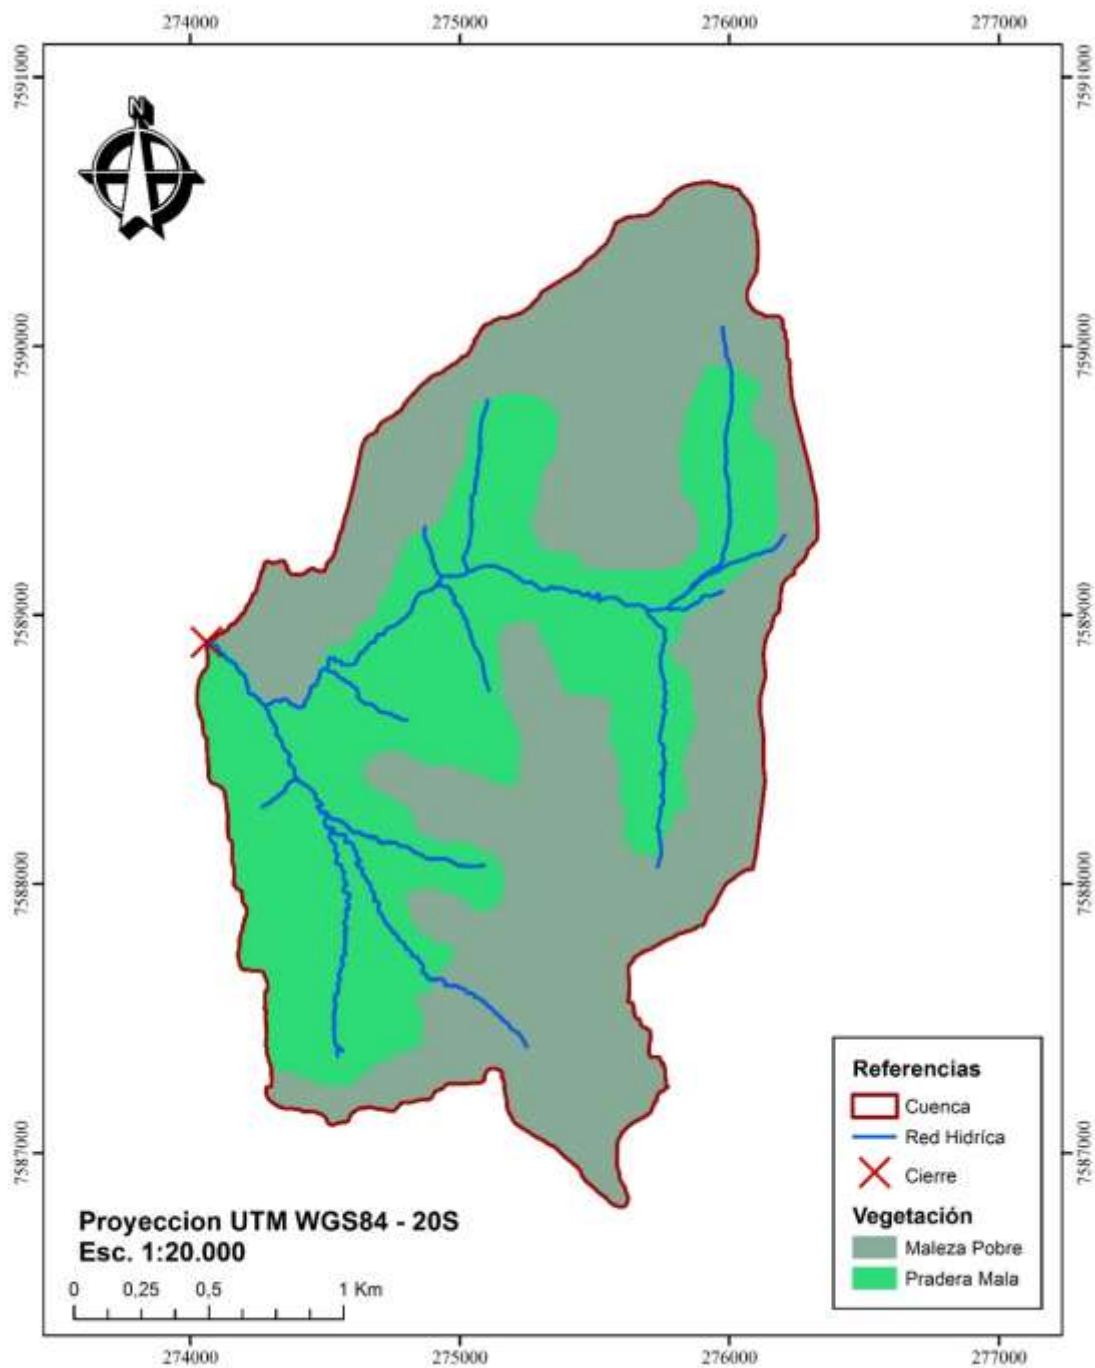 274000 275000 276000 277000
7591000 7591000
N
7590000 7590000
7589000 7589000
7588000 7588000
7587000 7587000
Referencias
Cuenca
Red Hidríca
Cierre
Vegetación
Maleza Pobre
Pradera Mala
Proyeccion UTM WGS84 - 20S
Esc. 1:20.000
0 0,25 0,5 1 Km
274000 275000 276000 277000